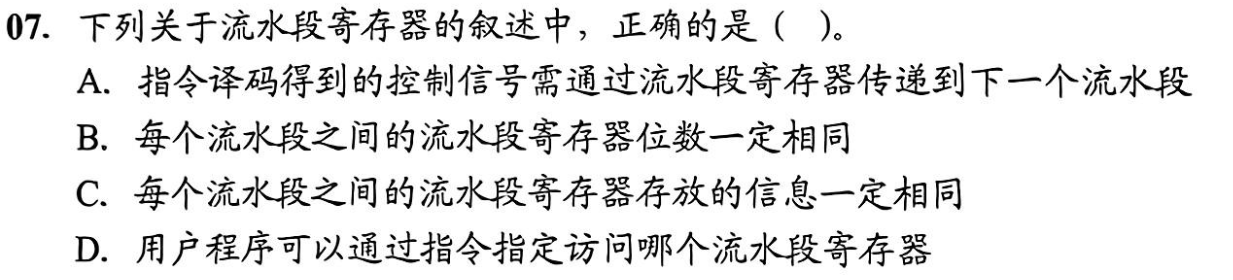 07. 下列关于流水段寄存器的叙述中，正确的是（ ）。
A. 指令译码得到的控制信号需通过流水段寄存器传递到下一个流水段
B. 每个流水段之间的流水段寄存器位数一定相同
C. 每个流水段之间的流水段寄存器存放的信息一定相同
D. 用户程序可以通过指令指定访问哪个流水段寄存器